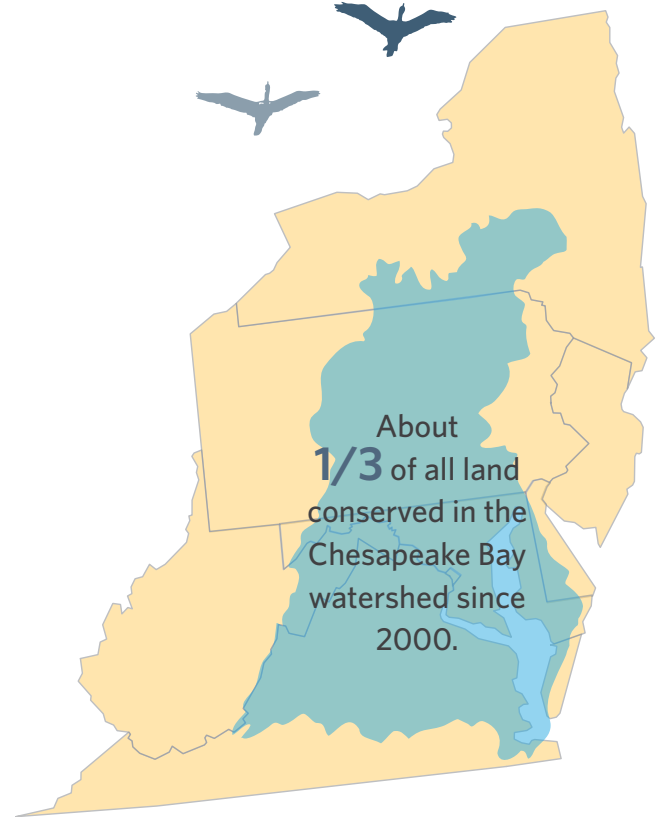 About
1/3 of all land
conserved in the
Chesapeake Bay
watershed since
2000.